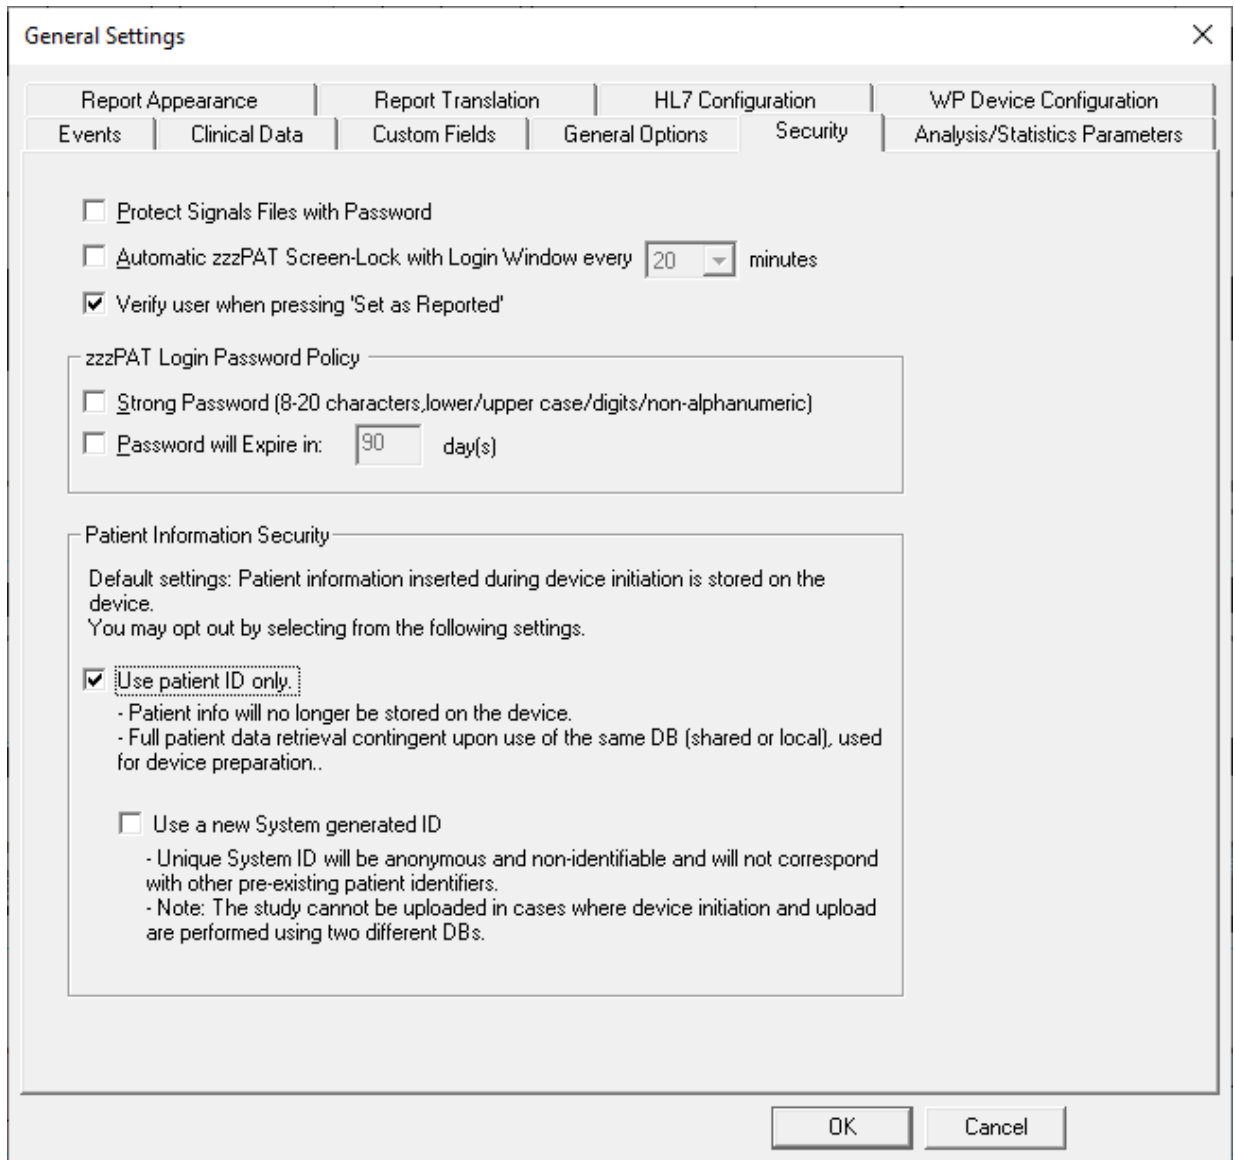 General Settings
Report Appearance
Report Translation
HL7 Configuration
WP Device Configuration
Events
Clinical Data
Custom Fields
General Options
Security
Analysis/Statistics Parameters
Protect Signals Files with Password
Automatic zzzPAT Screen-Lock with Login Window every 20 minutes
Verify user when pressing 'Set as Reported'
zzzPAT Login Password Policy
Strong Password (8-20 characters,lower/upper case/digits/non-alphanumeric)
Password will Expire in: 90 day(s)
Patient Information Security
Default settings: Patient information inserted during device initiation is stored on the
device.
You may opt out by selecting from the following settings.
Use patient ID only.
- Patient info will no longer be stored on the device.
- Full patient data retrieval contingent upon use of the same DB (shared or local), used
for device preparation..
Use a new System generated ID
- Unique System ID will be anonymous and non-identifiable and will not correspond
with other pre-existing patient identifiers.
- Note: The study cannot be uploaded in cases where device initiation and upload
are performed using two different DBs.
OK
Cancel